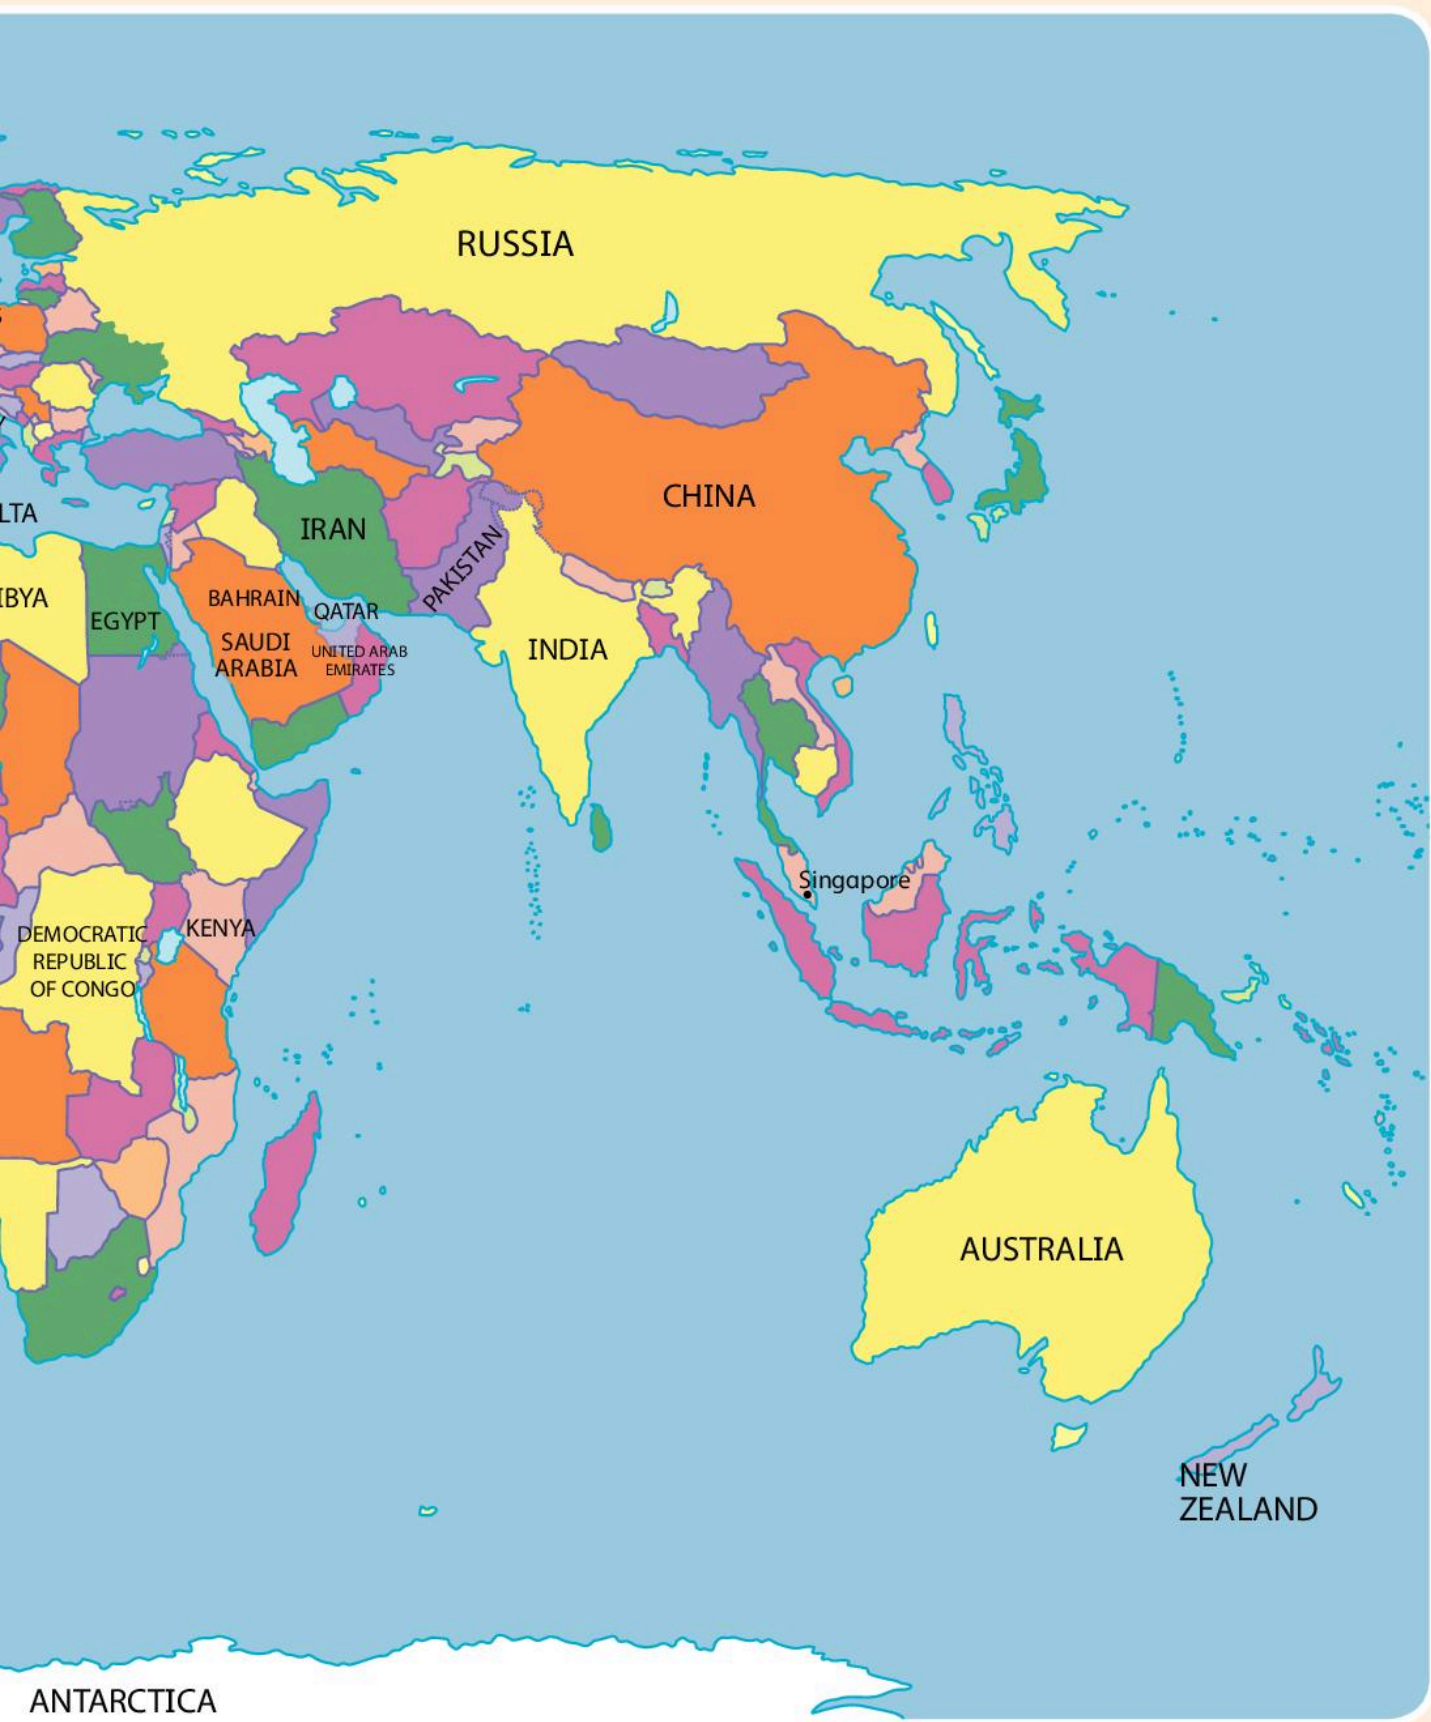 RUSSIA
CHINA
LTA
IRAN
PAKISTAN
IBYA
EGYPT
BAHRAIN
QATAR
SAUDI
ARABIA
UNITED ARAB
EMIRATES
INDIA
Singapore
KENYA
DEMOCRATIC
REPUBLIC
OF CONGO
AUSTRALIA
NEW
ZEALAND
ANTARCTICA